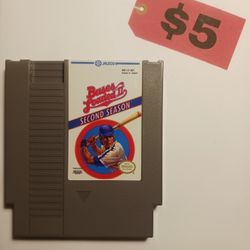 $5
JALECO
Bases
Loaded II
SECOND SEASON